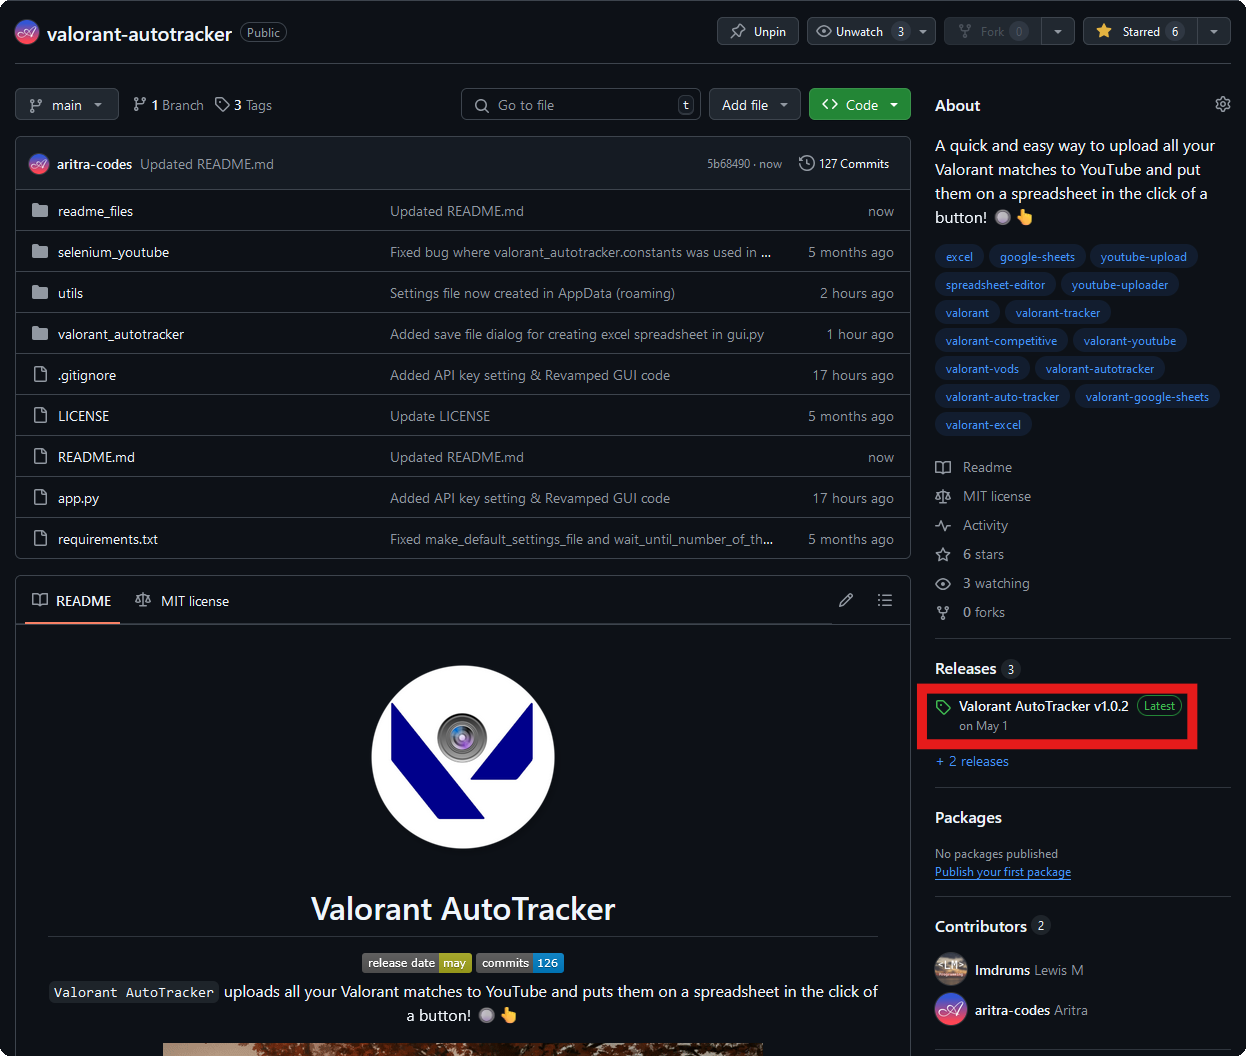 valorant-autotracker Public Unpin Unwatch 3 Fork 0 Starred 6
main 1 Branch 3 Tags Go to file t Add file Code
aritra-codes Updated README.md 5b68490 · now 127 Commits
readme_files Updated README.md now
selenium_youtube Fixed bug where valorant_autotracker.constants was used in ... 5 months ago
utils Settings file now created in AppData (roaming) 2 hours ago
valorant_autotracker Added save file dialog for creating excel spreadsheet in gui.py 1 hour ago
.gitignore Added API key setting & Revamped GUI code 17 hours ago
LICENSE Update LICENSE 5 months ago
README.md Updated README.md now
app.py Added API key setting & Revamped GUI code 17 hours ago
requirements.txt Fixed make_default_settings_file and wait_until_number_of_th... 5 months ago
README MIT license
Valorant AutoTracker
release date may commits 126
Valorant AutoTracker uploads all your Valorant matches to YouTube and puts them on a spreadsheet in the click of
a button! 🔘 👆
About
A quick and easy way to upload all your
Valorant matches to YouTube and put
them on a spreadsheet in the click of a
button! 🔘 👆
excel google-sheets youtube-upload
spreadsheet-editor youtube-uploader
valorant valorant-tracker
valorant-competitive valorant-youtube
valorant-vods valorant-autotracker
valorant-auto-tracker valorant-google-sheets
valorant-excel
Readme
MIT license
Activity
6 stars
3 watching
0 forks
Releases 3
Valorant AutoTracker v1.0.2 Latest
on May 1
+ 2 releases
Packages
No packages published
Publish your first package
Contributors 2
lmdrums Lewis M
aritra-codes Aritra